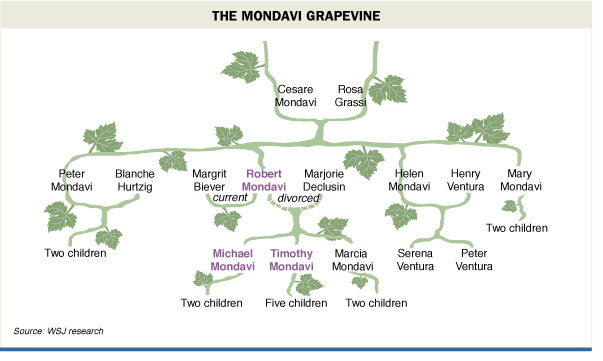 THE MONDAVI GRAPEVINE
Cesare Mondavi
Rosa Grassi
Peter Mondavi
Blanche Hurtzig
Margrit Biever
current
Robert Mondavi
divorced
Marjorie Declusin
Helen Mondavi
Henry Ventura
Mary Mondavi
Two children
Two children
Michael Mondavi
Timothy Mondavi
Marcia Mondavi
Serena Ventura
Peter Ventura
Two children
Five children
Two children
Source: WSJ research